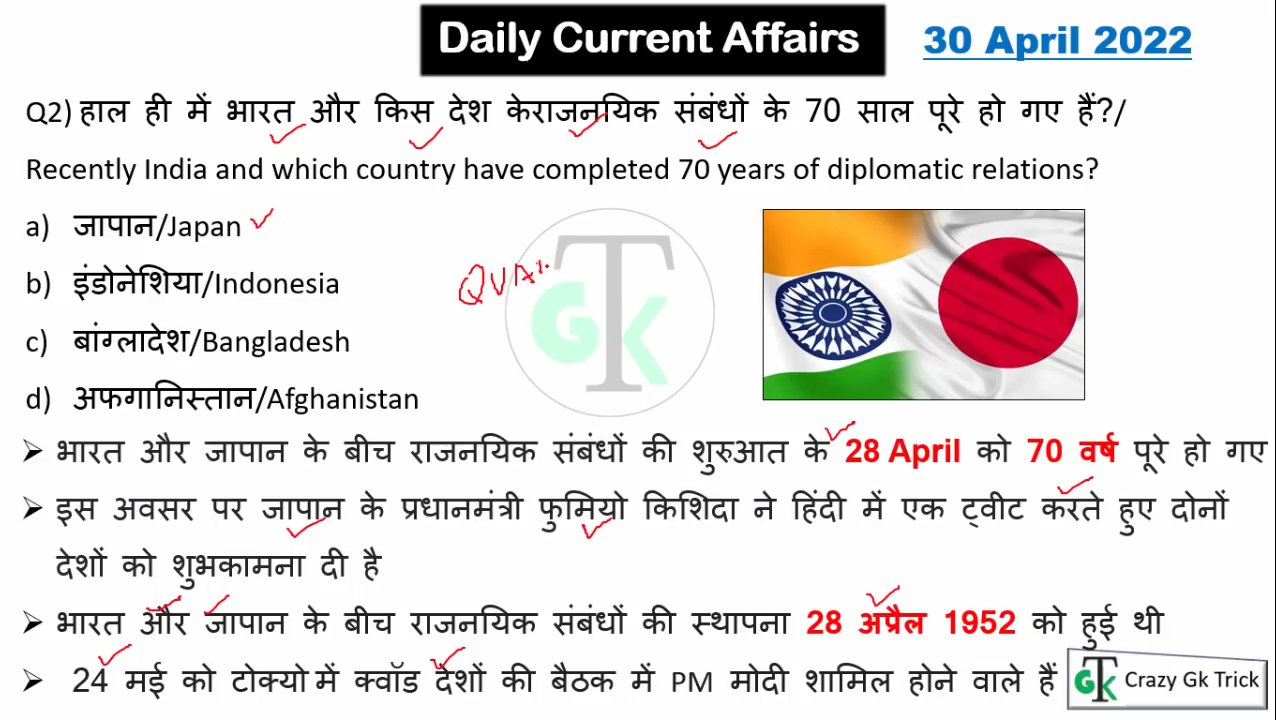 Daily Current Affairs 30 April 2022
Q2) हाल ही में भारत और किस देश केराजनयिक संबंधों के 70 साल पूरे हो गए हैं?/
Recently India and which country have completed 70 years of diplomatic relations?
a) जापान/Japan
b) इंडोनेशिया/Indonesia
c) बांग्लादेश/Bangladesh
d) अफगानिस्तान/Afghanistan
GK
➢ भारत और जापान के बीच राजनयिक संबंधों की शुरुआत के 28 April को 70 वर्ष पूरे हो गए
➢ इस अवसर पर जापान के प्रधानमंत्री फुमियो किशिदा ने हिंदी में एक ट्वीट करते हुए दोनों
देशों को शुभकामना दी है
➢ भारत और जापान के बीच राजनयिक संबंधों की स्थापना 28 अप्रैल 1952 को हुई थी
➢ 24 मई को टोक्यो में क्वॉड देशों की बैठक में PM मोदी शामिल होने वाले हैं
GK Crazy Gk Trick